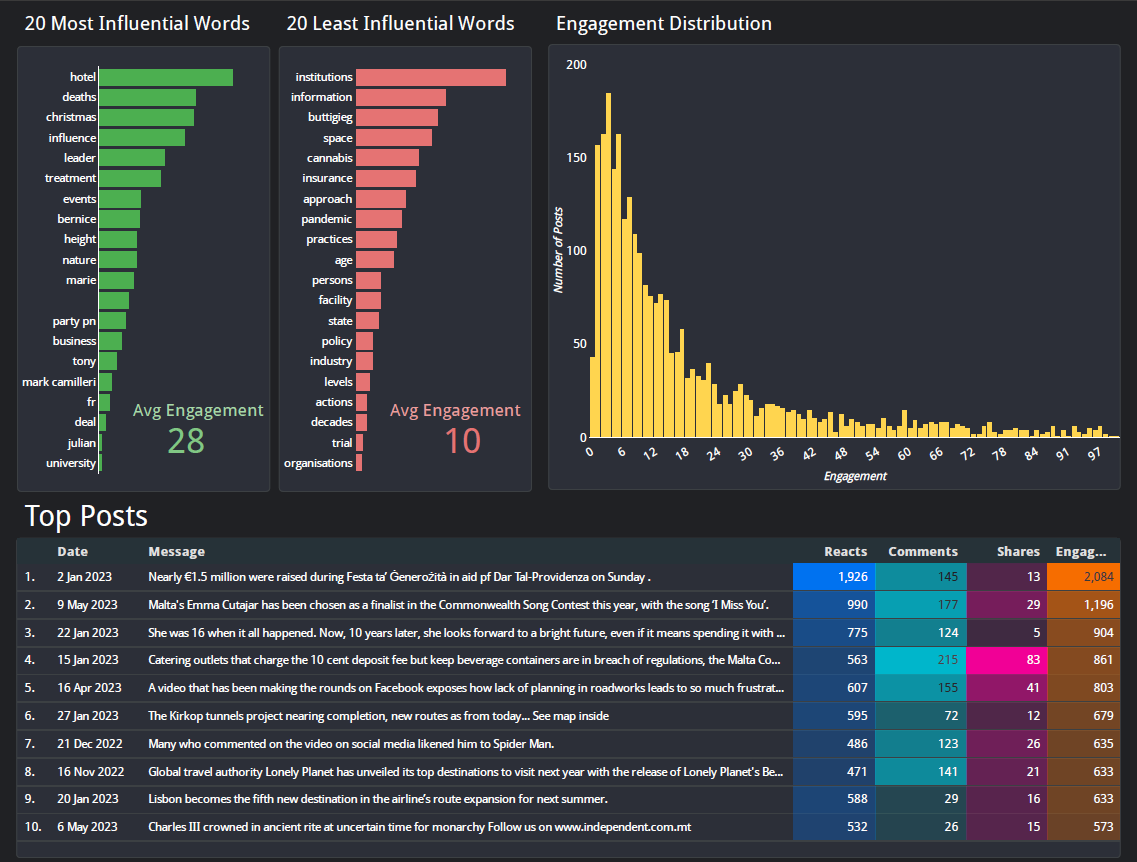 20 Most Influential Words
20 Least Influential Words
Engagement Distribution
hotel
deaths
christmas
influence
leader
treatment
events
bernice
height
nature
marie
party pn
business
tony
mark camilleri
fr
deal
julian
university
Avg Engagement
28
institutions
information
buttigieg
space
cannabis
insurance
approach
pandemic
practices
age
persons
facility
state
policy
industry
levels
actions
decades
trial
organisations
Avg Engagement
10
200
150
100
50
0
Number of Posts
0 6 12 18 24 30 36 42 48 54 60 66 72 78 84 91 97
Engagement
Top Posts
Date Message Reacts Comments Shares Engag...
1. 2 Jan 2023 Nearly €1.5 million were raised during Festa ta’ Ġenerożità in aid pf Dar Tal-Providenza on Sunday . 1,926 145 13 2,084
2. 9 May 2023 Malta's Emma Cutajar has been chosen as a finalist in the Commonwealth Song Contest this year, with the song ‘I Miss You’. 990 177 29 1,196
3. 22 Jan 2023 She was 16 when it all happened. Now, 10 years later, she looks forward to a bright future, even if it means spending it with ... 775 124 5 904
4. 15 Jan 2023 Catering outlets that charge the 10 cent deposit fee but keep beverage containers are in breach of regulations, the Malta Co... 563 215 83 861
5. 16 Apr 2023 A video that has been making the rounds on Facebook exposes how lack of planning in roadworks leads to so much frustrat... 607 155 41 803
6. 27 Jan 2023 The Kirkop tunnels project nearing completion, new routes as from today... See map inside 595 72 12 679
7. 21 Dec 2022 Many who commented on the video on social media likened him to Spider Man. 486 123 26 635
8. 16 Nov 2022 Global travel authority Lonely Planet has unveiled its top destinations to visit next year with the release of Lonely Planet's Be... 471 141 21 633
9. 20 Jan 2023 Lisbon becomes the fifth new destination in the airline’s route expansion for next summer. 588 29 16 633
10. 6 May 2023 Charles III crowned in ancient rite at uncertain time for monarchy Follow us on www.independent.com.mt 532 26 15 573